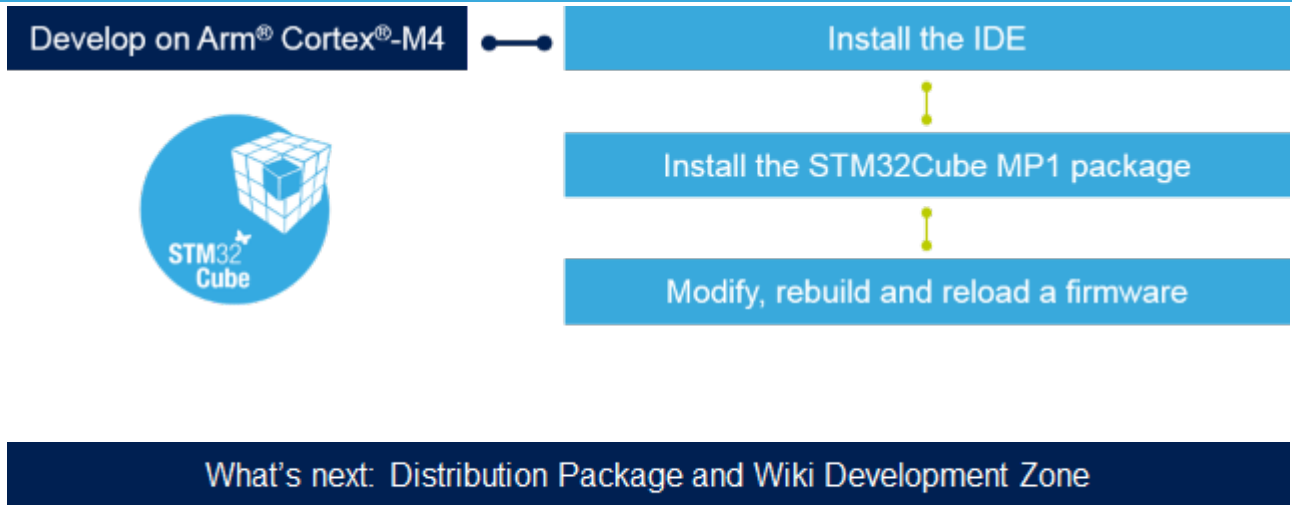 Develop on Arm® Cortex®-M4
Install the IDE
Install the STM32Cube MP1 package
STM32
Cube
Modify, rebuild and reload a firmware
What's next: Distribution Package and Wiki Development Zone